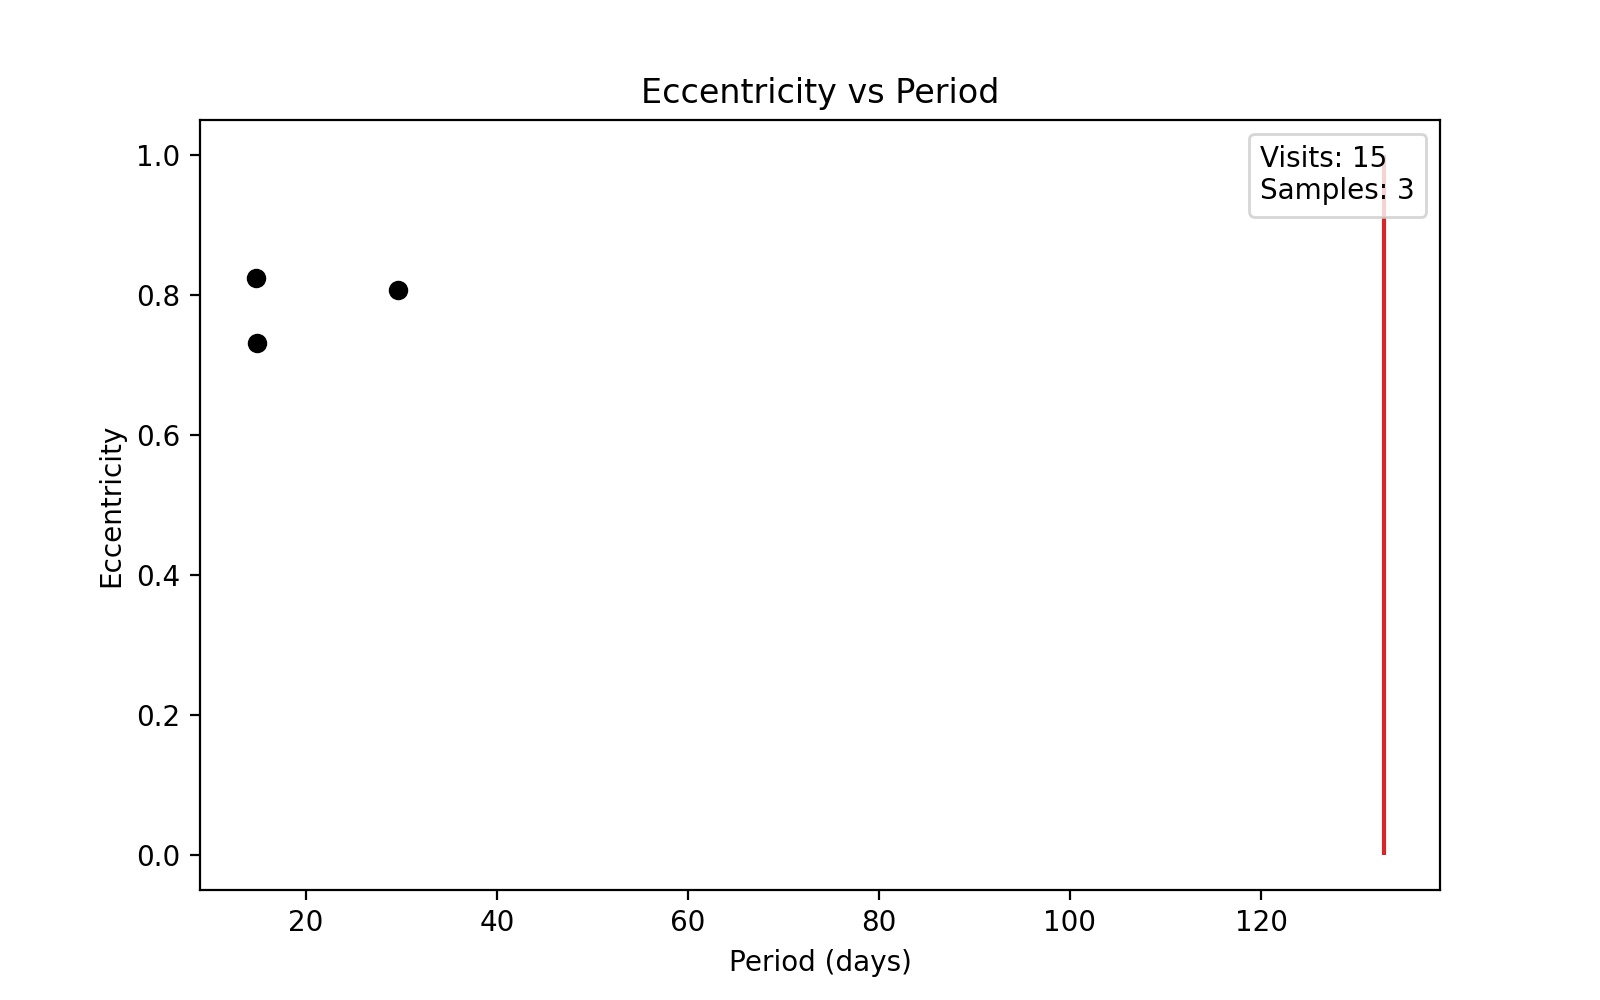 Eccentricity vs Period
Visits: 15
Samples: 3
1.0
0.8
0.6
0.4
0.2
0.0
Eccentricity
20 40 60 80 100 120
Period (days)